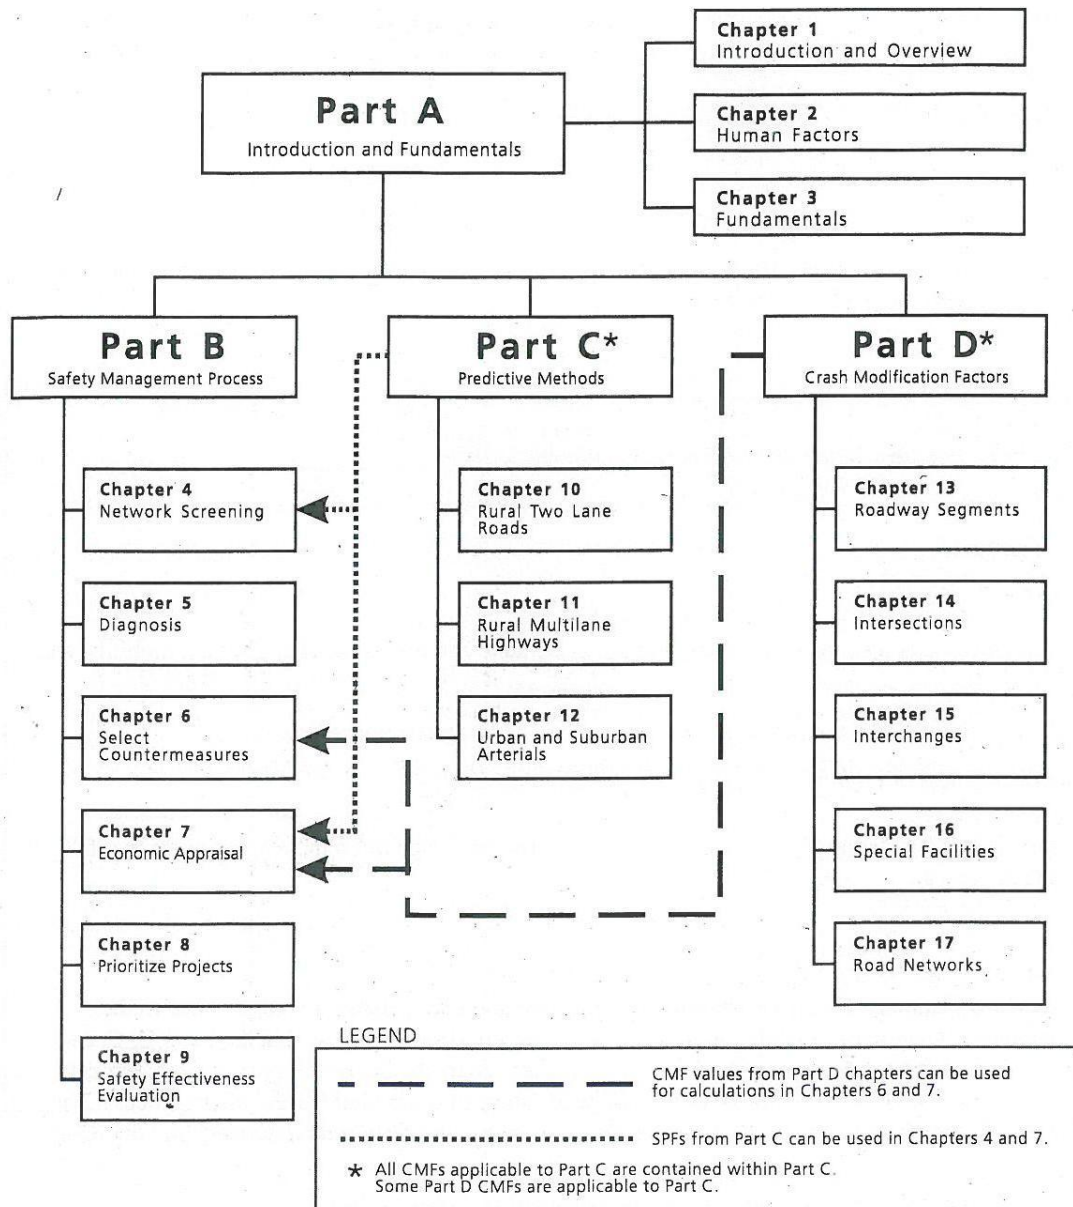 Part A
Introduction and Fundamentals
Chapter 1
Introduction and Overview
Chapter 2
Human Factors
Chapter 3
Fundamentals
Part B
Safety Management Process
Part C*
Predictive Methods
Part D*
Crash Modification Factors
Chapter 4
Network Screening
Chapter 5
Diagnosis
Chapter 6
Select
Countermeasures
Chapter 7
Economic Appraisal
Chapter 8
Prioritize Projects
Chapter 9
Safety Effectiveness
Evaluation
Chapter 10
Rural Two Lane
Roads
Chapter 11
Rural Multilane
Highways
Chapter 12
Urban and Suburban
Arterials
Chapter 13
Roadway Segments
Chapter 14
Intersections
Chapter 15
Interchanges
Chapter 16
Special Facilities
Chapter 17
Road Networks
LEGEND
CMF values from Part D chapters can be used
for calculations in Chapters 6 and 7.
SPFs from Part C can be used in Chapters 4 and 7.
* All CMFs applicable to Part C are contained within Part C.
Some Part D CMFs are applicable to Part C.